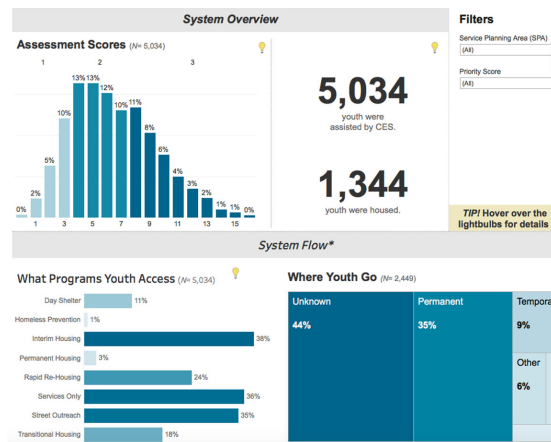 System Overview
Filters
Assessment Scores (N= 5,034)
Service Planning Area (SPA)
(All)
Priority Score
(All)
1 2 3
0%
2%
5%
10%
13%
13%
12%
10%
11%
8%
6%
4%
3%
2%
1%
1%
0%
1 3 5 7 9 11 13 15
5,034
youth were
assisted by CES.
1,344
youth were housed.
TIP! Hover over the
lightbulbs for details
System Flow*
What Programs Youth Access (N= 5,034)
Day Shelter 11%
Homeless Prevention 1%
Interim Housing 38%
Permanent Housing 3%
Rapid Re-Housing 24%
Services Only 36%
Street Outreach 35%
Transitional Housing 18%
Where Youth Go (N= 2,449)
Unknown
44%
Permanent
35%
Tempora
9%
Other
6%